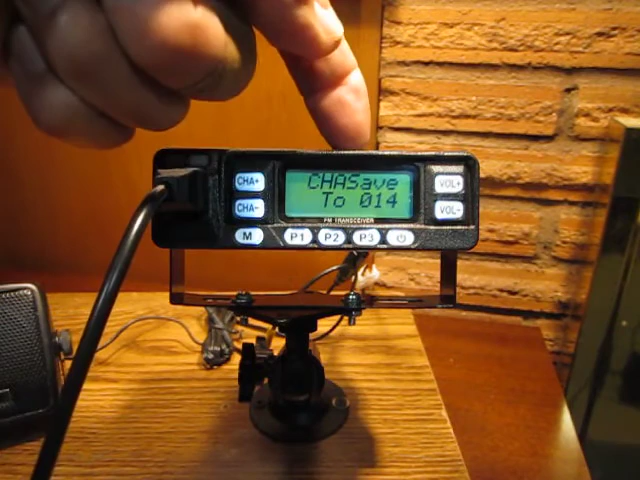 CHASave
To 014
CHA+
VOL+
CHA-
VOL-
FM TRANSCEIVER
M
P1
P2
P3